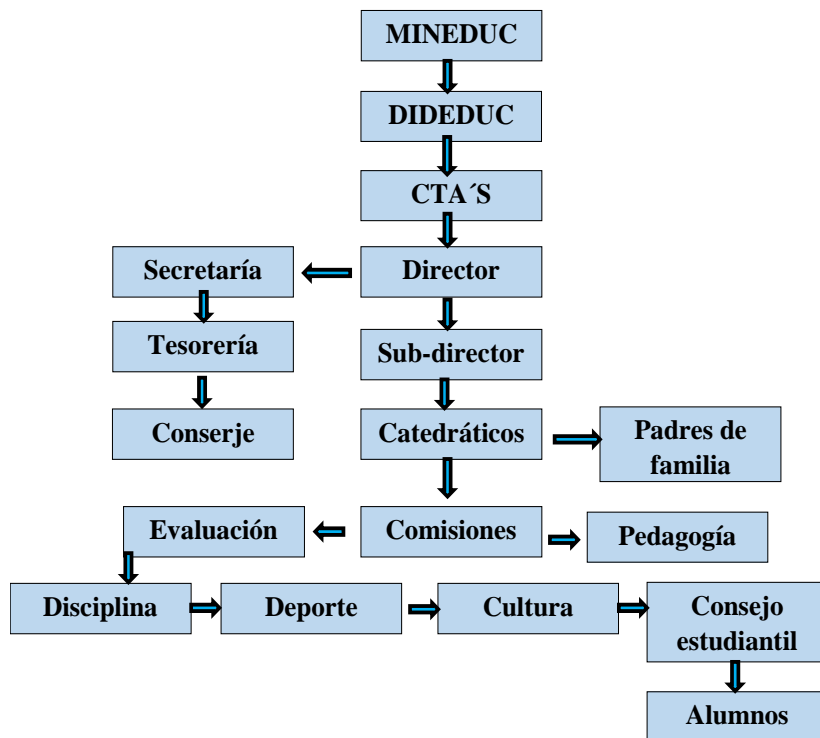 MINEDUC
DIDEDUC
CTA´S
Secretaría
Director
Tesorería
Sub-director
Conserje
Catedráticos
Padres de
familia
Evaluación
Comisiones
Pedagogía
Disciplina
Deporte
Cultura
Consejo
estudiantil
Alumnos